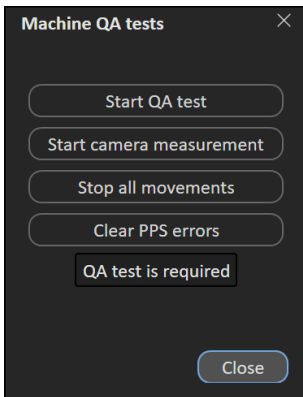 Machine QA tests
Start QA test
Start camera measurement
Stop all movements
Clear PPS errors
QA test is required
Close